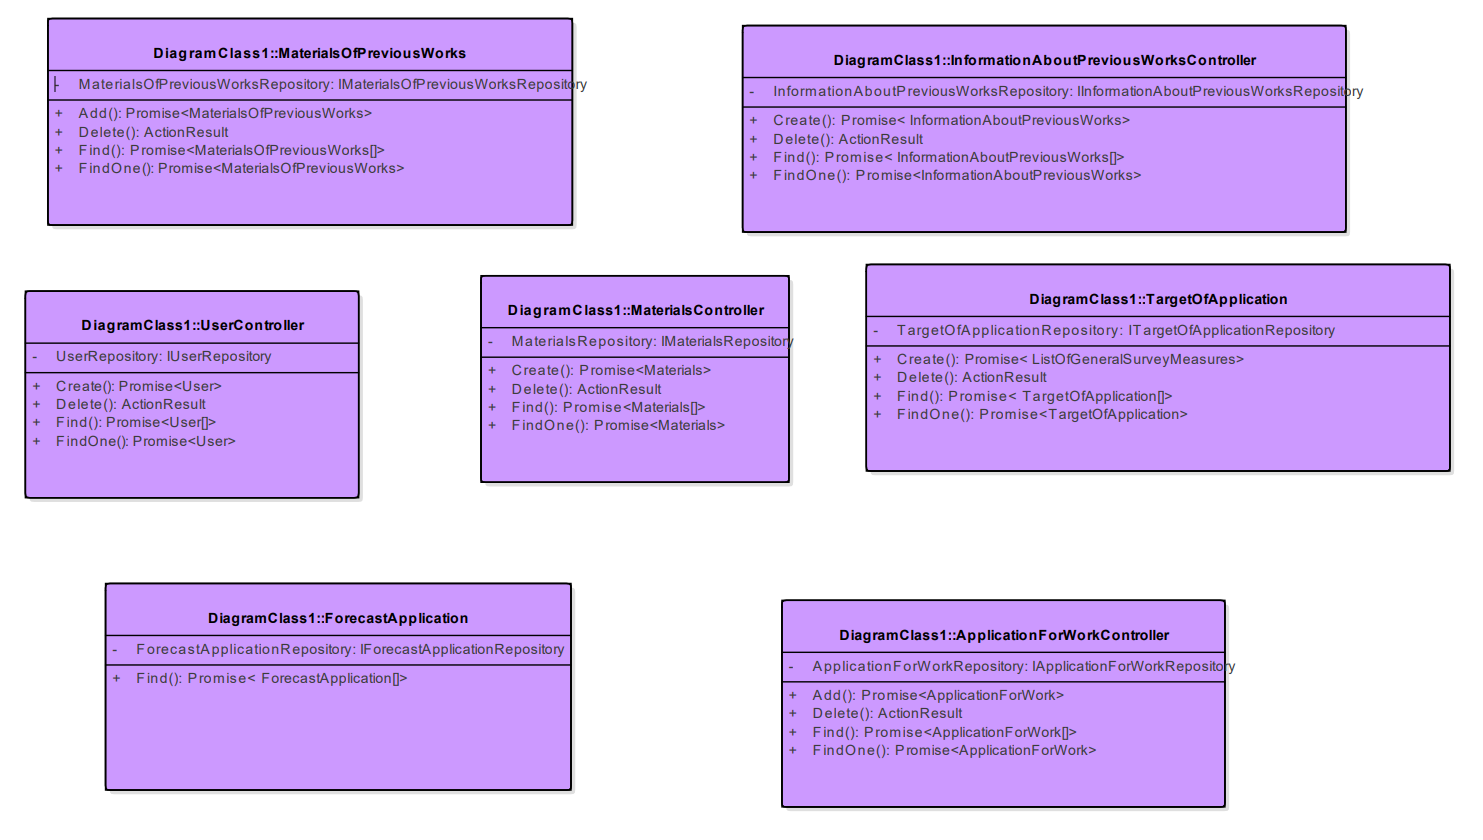 DiagramClass1::MaterialsOfPreviousWorks
- MaterialsOfPreviousWorksRepository: IMaterialsOfPreviousWorksRepository
+ Add(): Promise<MaterialsOfPreviousWorks>
+ Delete(): ActionResult
+ Find(): Promise<MaterialsOfPreviousWorks[]>
+ FindOne(): Promise<MaterialsOfPreviousWorks>
DiagramClass1::InformationAboutPreviousWorksController
- InformationAboutPreviousWorksRepository: IInformationAboutPreviousWorksRepository
+ Create(): Promise< InformationAboutPreviousWorks>
+ Delete(): ActionResult
+ Find(): Promise< InformationAboutPreviousWorks[]>
+ FindOne(): Promise<InformationAboutPreviousWorks>
DiagramClass1::UserController
- UserRepository: IUserRepository
+ Create(): Promise<User>
+ Delete(): ActionResult
+ Find(): Promise<User[]>
+ FindOne(): Promise<User>
DiagramClass1::MaterialsController
- MaterialsRepository: IMaterialsRepository
+ Create(): Promise<Materials>
+ Delete(): ActionResult
+ Find(): Promise<Materials[]>
+ FindOne(): Promise<Materials>
DiagramClass1::TargetOfApplication
- TargetOfApplicationRepository: ITargetOfApplicationRepository
+ Create(): Promise< ListOfGeneralSurveyMeasures>
+ Delete(): ActionResult
+ Find(): Promise< TargetOfApplication[]>
+ FindOne(): Promise<TargetOfApplication>
DiagramClass1::ForecastApplication
- ForecastApplicationRepository: IForecastApplicationRepository
+ Find(): Promise< ForecastApplication[]>
DiagramClass1::ApplicationForWorkController
- ApplicationForWorkRepository: IApplicationForWorkRepository
+ Add(): Promise<ApplicationForWork>
+ Delete(): ActionResult
+ Find(): Promise<ApplicationForWork[]>
+ FindOne(): Promise<ApplicationForWork>